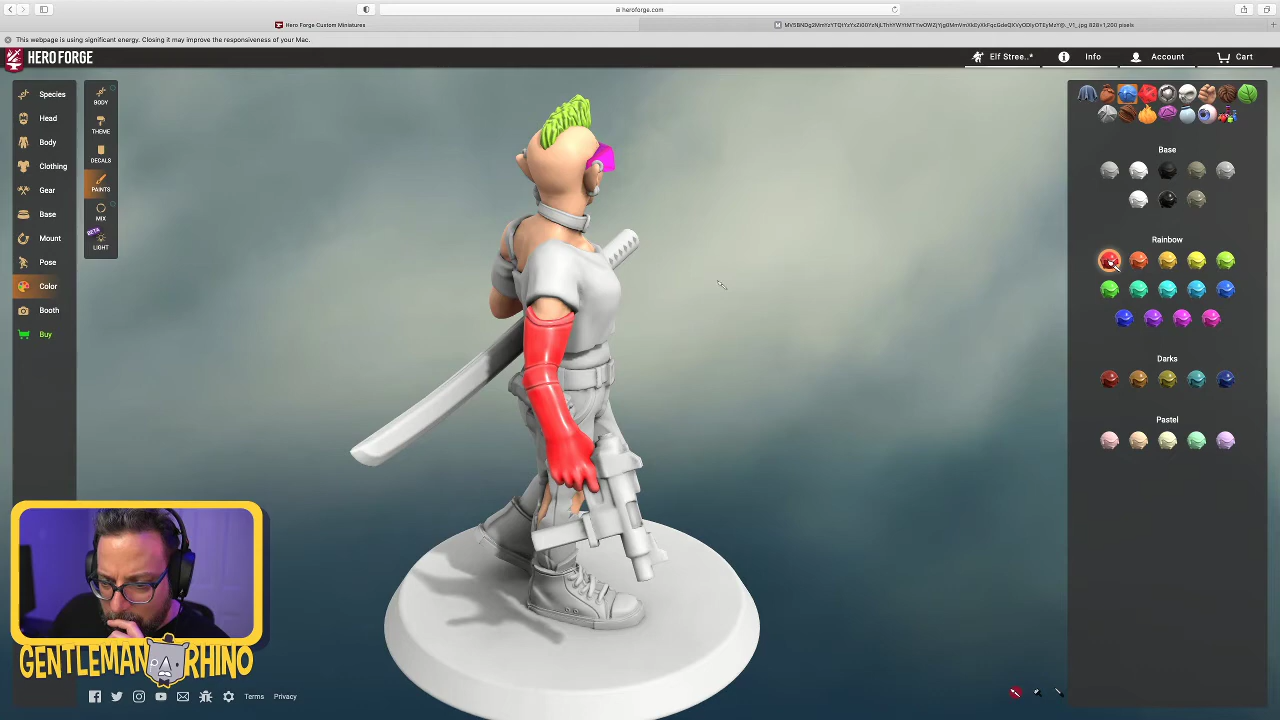 heroforge.com
Hero Forge Custom Miniatures
This webpage is using significant energy. Closing it may improve the responsiveness of your Mac.
HERO FORGE
Elf Stree..*
Info
Account
Cart
Species
Head
Body
Clothing
Gear
Base
Mount
Pose
Color
Booth
Buy
BODY
THEME
DECALS
PAINTS
MIX
BETA
LIGHT
Base
Rainbow
Darks
Pastel
GENTLEMAN RHINO
Terms
Privacy